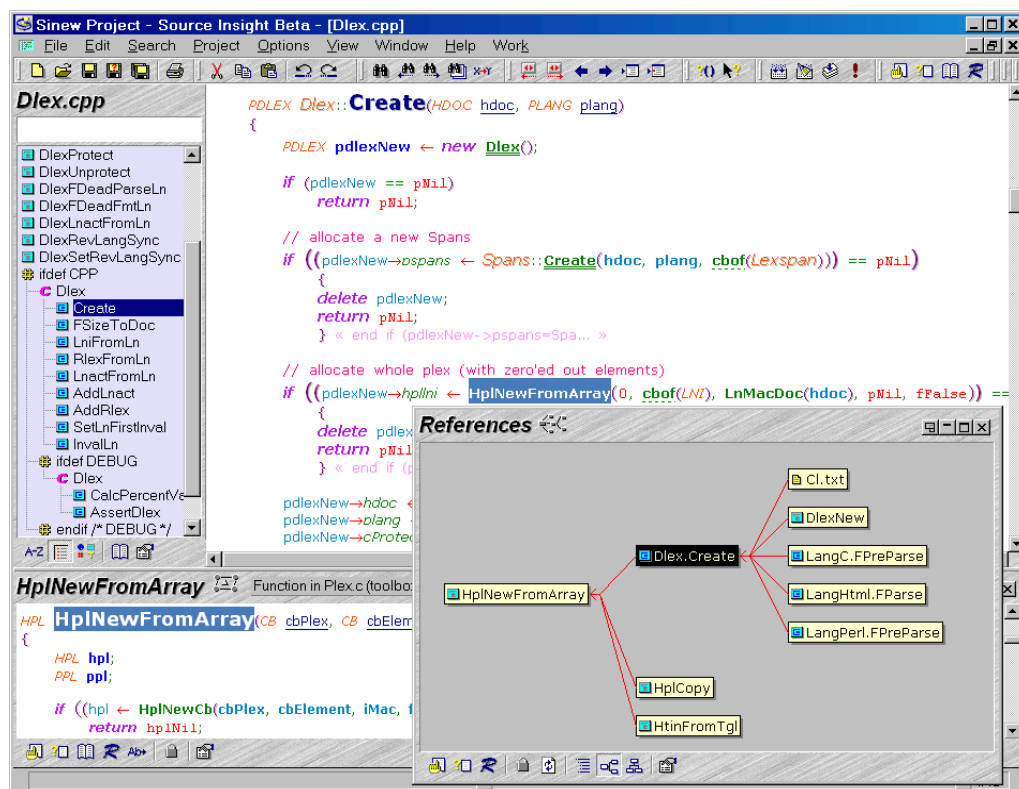 Sinew Project - Source Insight Beta - [Dlex.cpp]
File Edit Search Project Options View Window Help Work
Dlex.cpp
DlexProtect
DlexUnprotect
DlexFDeadParseLn
DlexFDeadFmtLn
DlexLnactFromLn
DlexRevLangSync
DlexSetRevLangSync
ifdef CPP
Dlex
Create
FSizeToDoc
LniFromLn
RlexFromLn
LnactFromLn
AddLnact
AddRlex
SetLnFirstInval
InvalLn
ifdef DEBUG
Dlex
CalcPercentVe
AssertDlex
endif /* DEBUG */
A-Z
PDLEX Dlex::Create(HDOC hdoc, PLANG plang)
{
PDLEX pdlexNew ← new Dlex();
if (pdlexNew == pNil)
return pNil;
// allocate a new Spans
if ((pdlexNew→pspans ← Spans::Create(hdoc, plang, cbof(Lexspan))) == pNil)
{
delete pdlexNew;
return pNil;
} « end if (pdlexNew->pspans=Spa... »
// allocate whole plex (with zero'ed out elements)
if ((pdlexNew→hpllni ← HplNewFromArray(0, cbof(LNI), LnMacDoc(hdoc), pNil, fFalse)) ==
{
delete pdlex
return pNil
} « end if (p
pdlexNew→hdoc ←
pdlexNew→plang
pdlexNew→cProtec
HplNewFromArray Function in Plex.c (toolbo
HPL HplNewFromArray(CB cbPlex, CB cbElem
{
HPL hpl;
PPL ppl;
if ((hpl ← HplNewCb(cbPlex, cbElement, iMac, f
return hplNil;
References
HplNewFromArray
Dlex.Create
HplCopy
HtinFromTgl
Cl.txt
DlexNew
LangC.FPreParse
LangHtml.FParse
LangPerl.FPreParse